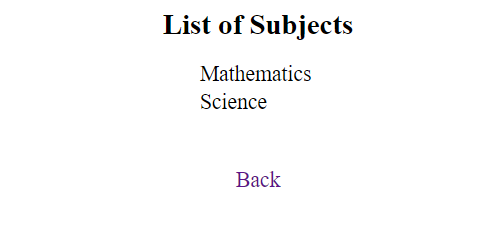 List of Subjects
Mathematics
Science
Back